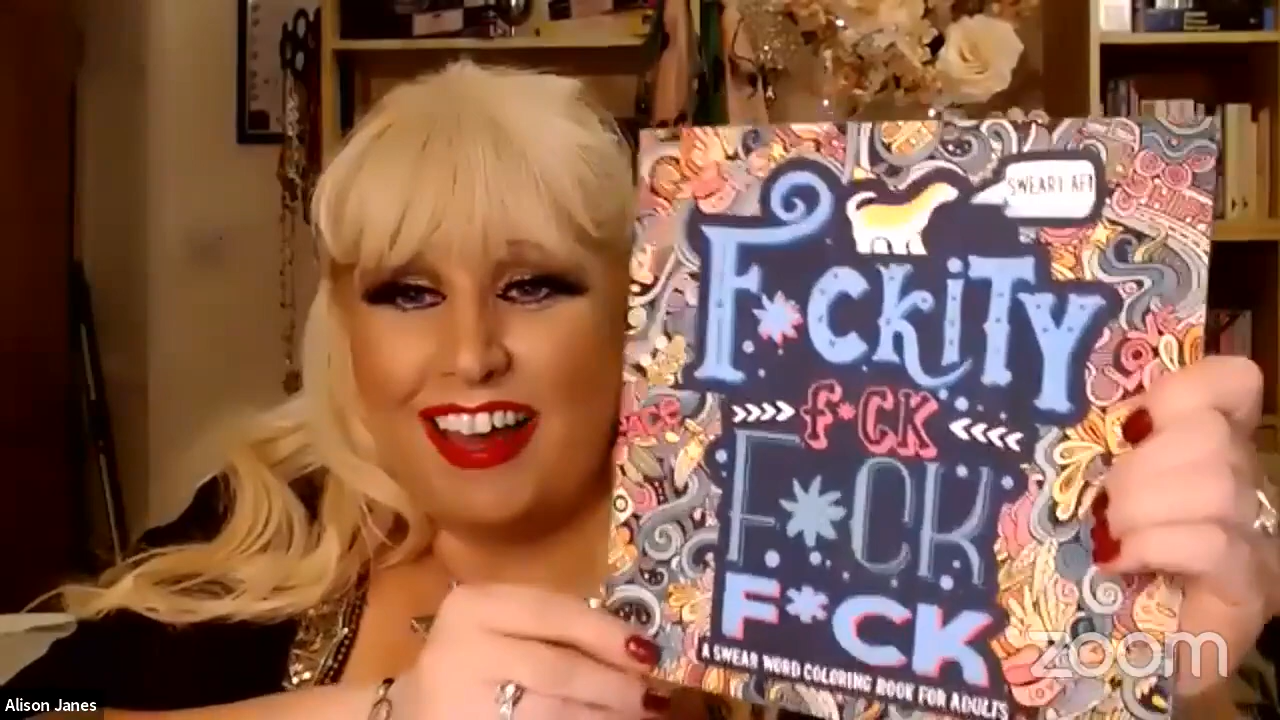 SWEARY AF!
F*CKiTY
f*CK
F*CK
F*CK
A SWEAR WORD COLORING BOOK FOR ADULTS
zoom
Alison Janes